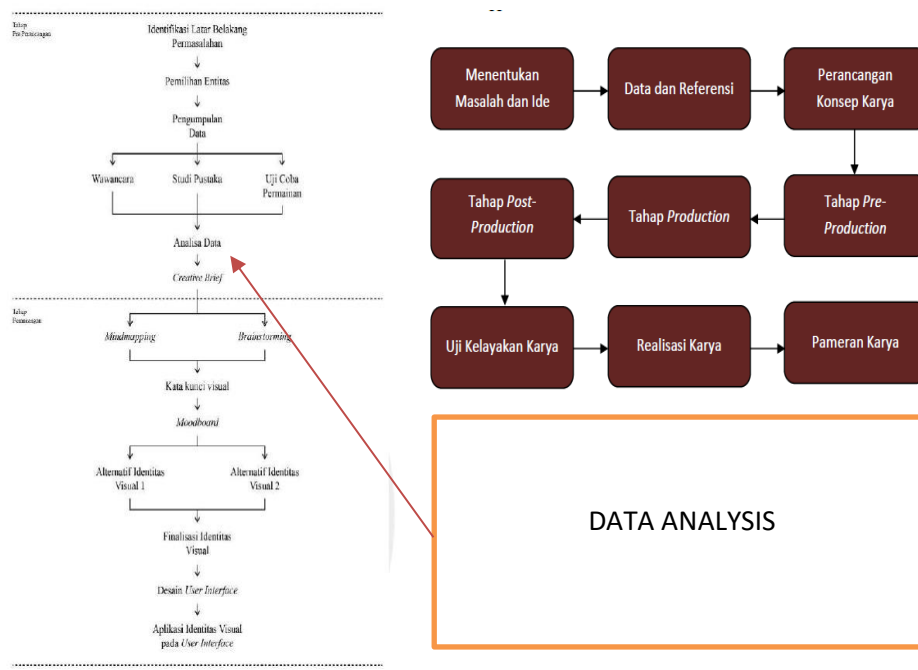 Tahap
Pra Perancangan
Identifikasi Latar Belakang
Permasalahan
Pemilihan Entitas
Pengumpulan
Data
Wawancara
Studi Pustaka
Uji Coba
Permainan
Analisa Data
Creative Brief
Tahap
Perancangan
Mindmapping
Brainstorming
Kata kunci visual
Moodboard
Alternatif Identitas
Visual 1
Alternatif Identitas
Visual 2
Finalisasi Identitas
Visual
Desain User Interface
Aplikasi Identitas Visual
pada User Interface
Menentukan
Masalah dan Ide
Data dan Referensi
Perancangan
Konsep Karya
Tahap Pre-
Production
Tahap Production
Tahap Post-
Production
Uji Kelayakan Karya
Realisasi Karya
Pameran Karya
DATA ANALYSIS